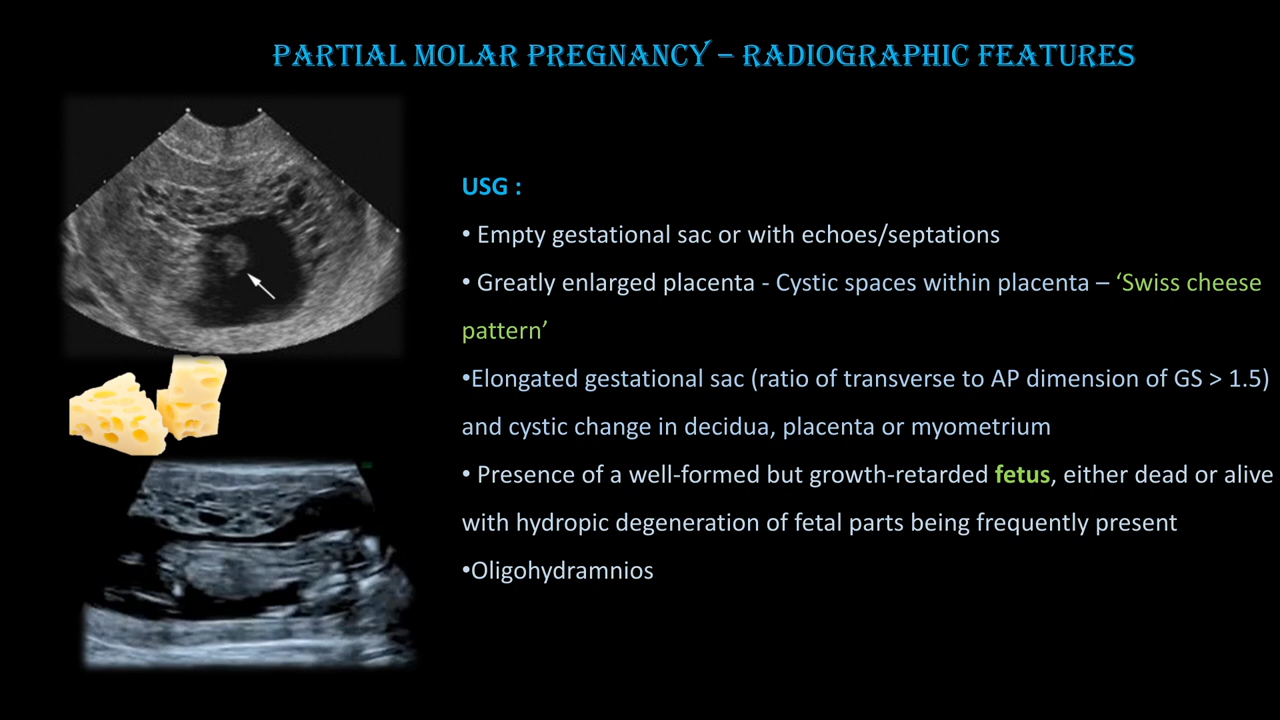 PARTIAL MOLAR PREGNANCY – RADIOGRAPHIC FEATURES
USG :
• Empty gestational sac or with echoes/septations
• Greatly enlarged placenta - Cystic spaces within placenta – ‘Swiss cheese
pattern’
•Elongated gestational sac (ratio of transverse to AP dimension of GS > 1.5)
and cystic change in decidua, placenta or myometrium
• Presence of a well-formed but growth-retarded fetus, either dead or alive
with hydropic degeneration of fetal parts being frequently present
•Oligohydramnios